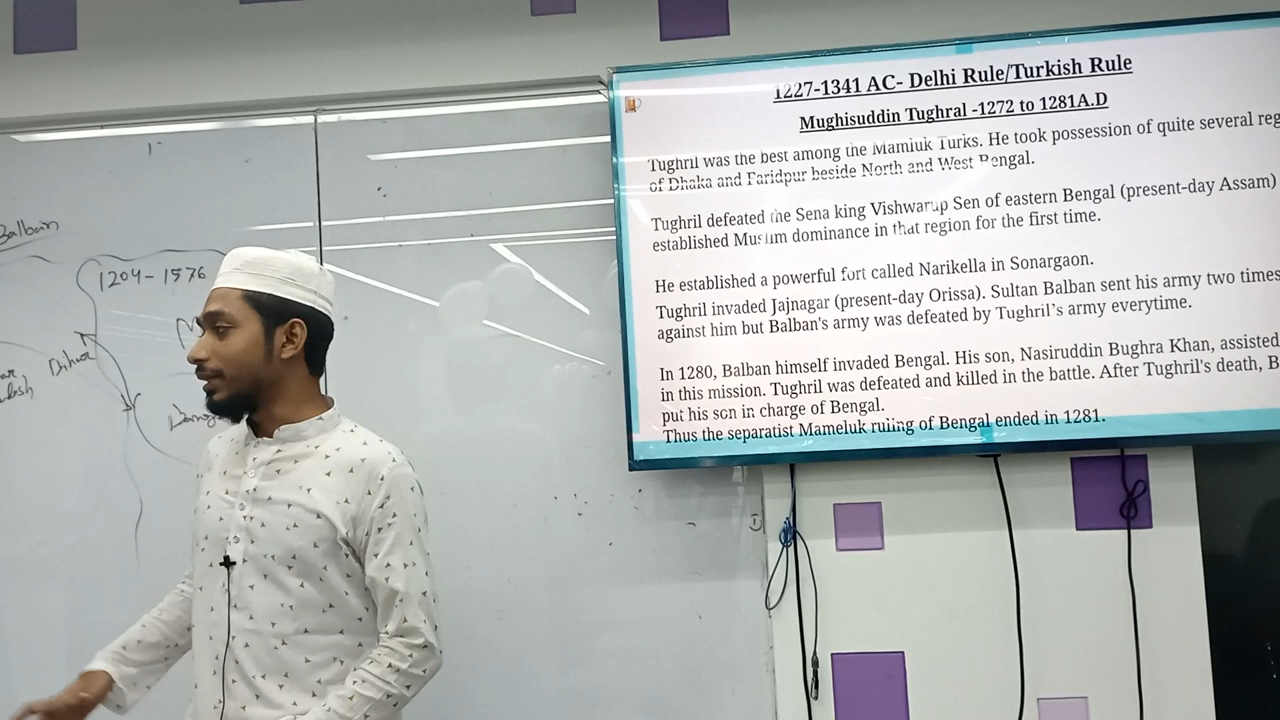 1227-1341 AC- Delhi Rule/Turkish Rule
Mughisuddin Tughral -1272 to 1281A.D
Tughril was the best among the Mamluk Turks. He took possession of quite several
of Dhaka and Faridpur beside North and West Bengal.
Tughril defeated the Sena king Vishwarup Sen of eastern Bengal (present-day Assam)
established Muslim dominance in that region for the first time.
He established a powerful fort called Narikella in Sonargaon.
Tughril invaded Jajnagar (present-day Orissa). Sultan Balban sent his army two times
against him but Balban's army was defeated by Tughril's army everytime.
In 1280, Balban himself invaded Bengal. His son, Nasiruddin Bughra Khan, assisted
in this mission. Tughril was defeated and killed in the battle. After Tughril's death,
put his son in charge of Bengal.
Thus the separatist Mameluk ruling of Bengal ended in 1281.
Balban
1204-1576
Bihar